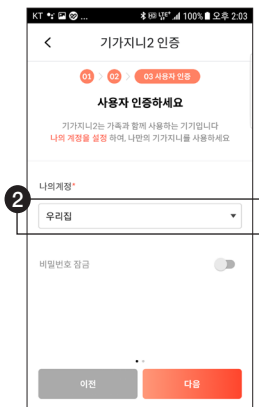 KT ... 100% 오후 2:03
기가지니2 인증
01 > 02 > 03 사용자 인증
사용자 인증하세요
기가지니2는 가족과 함께 사용하는 기기입니다
나의 계정을 설정 하여, 나만의 기가지니를 사용하세요
나의계정*
2
우리집
비밀번호 잠금
이전
다음